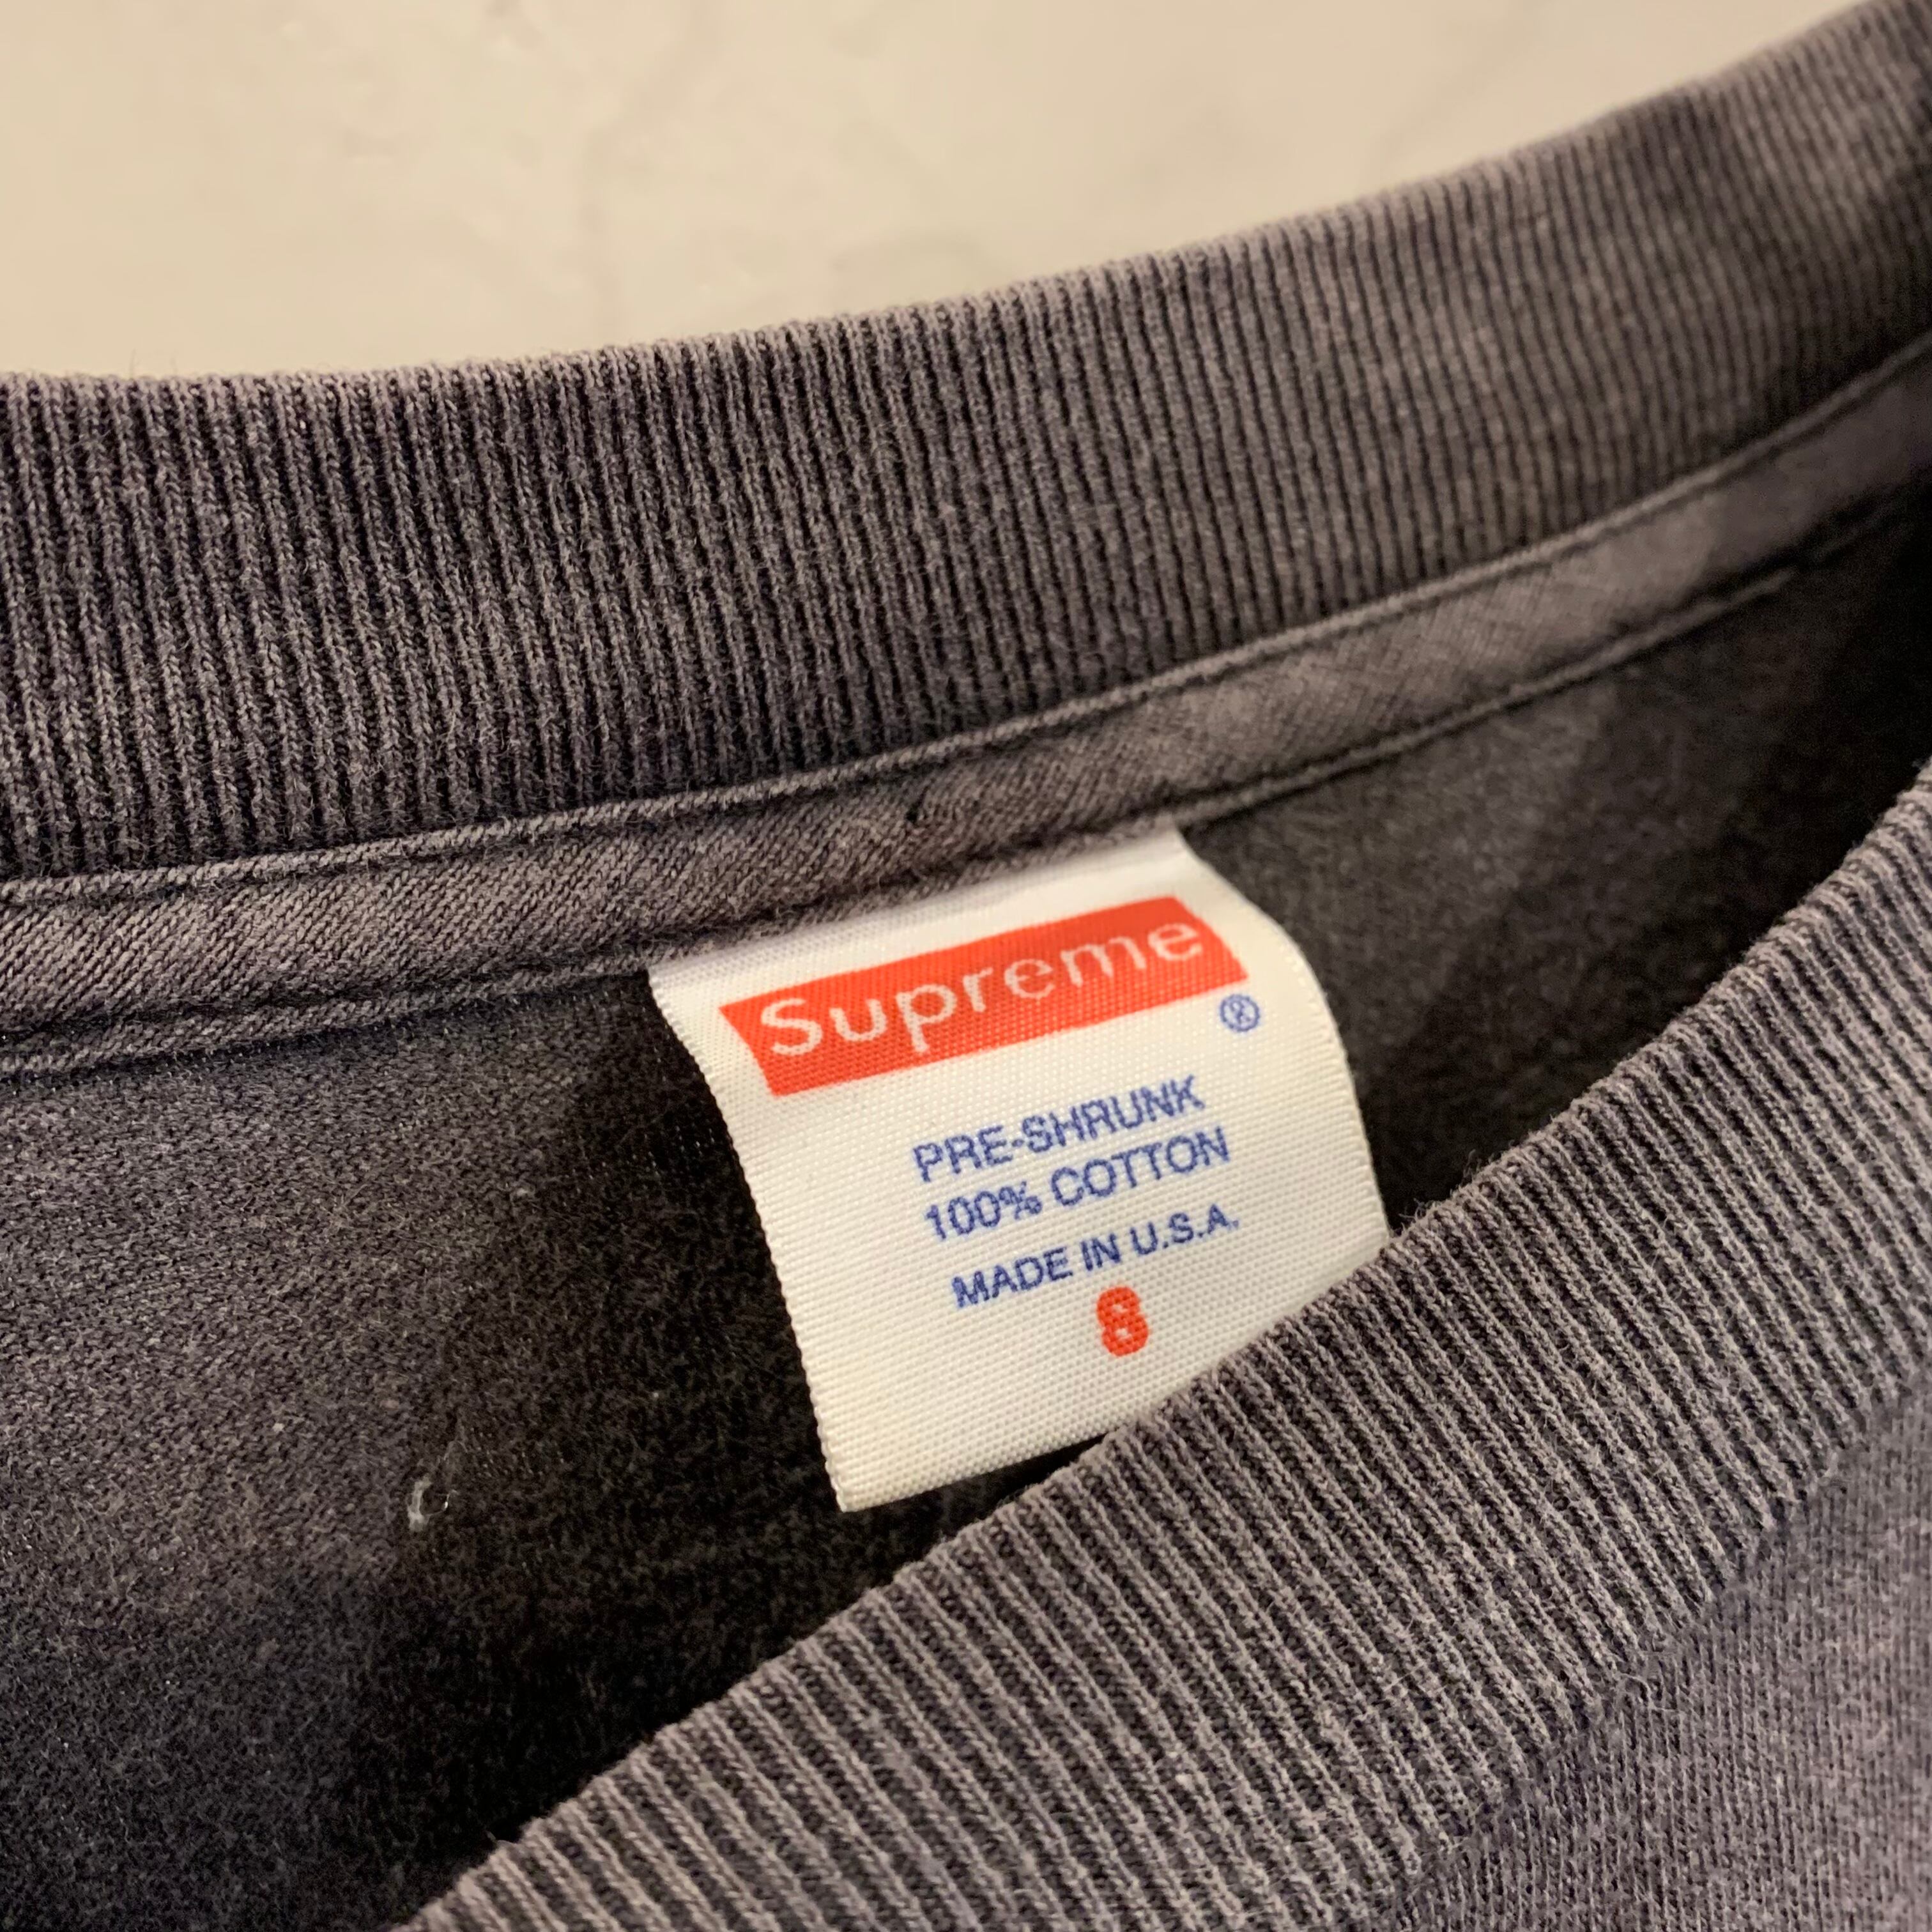 Supreme
®
PRE-SHRUNK
100% COTTON
MADE IN U.S.A.
S